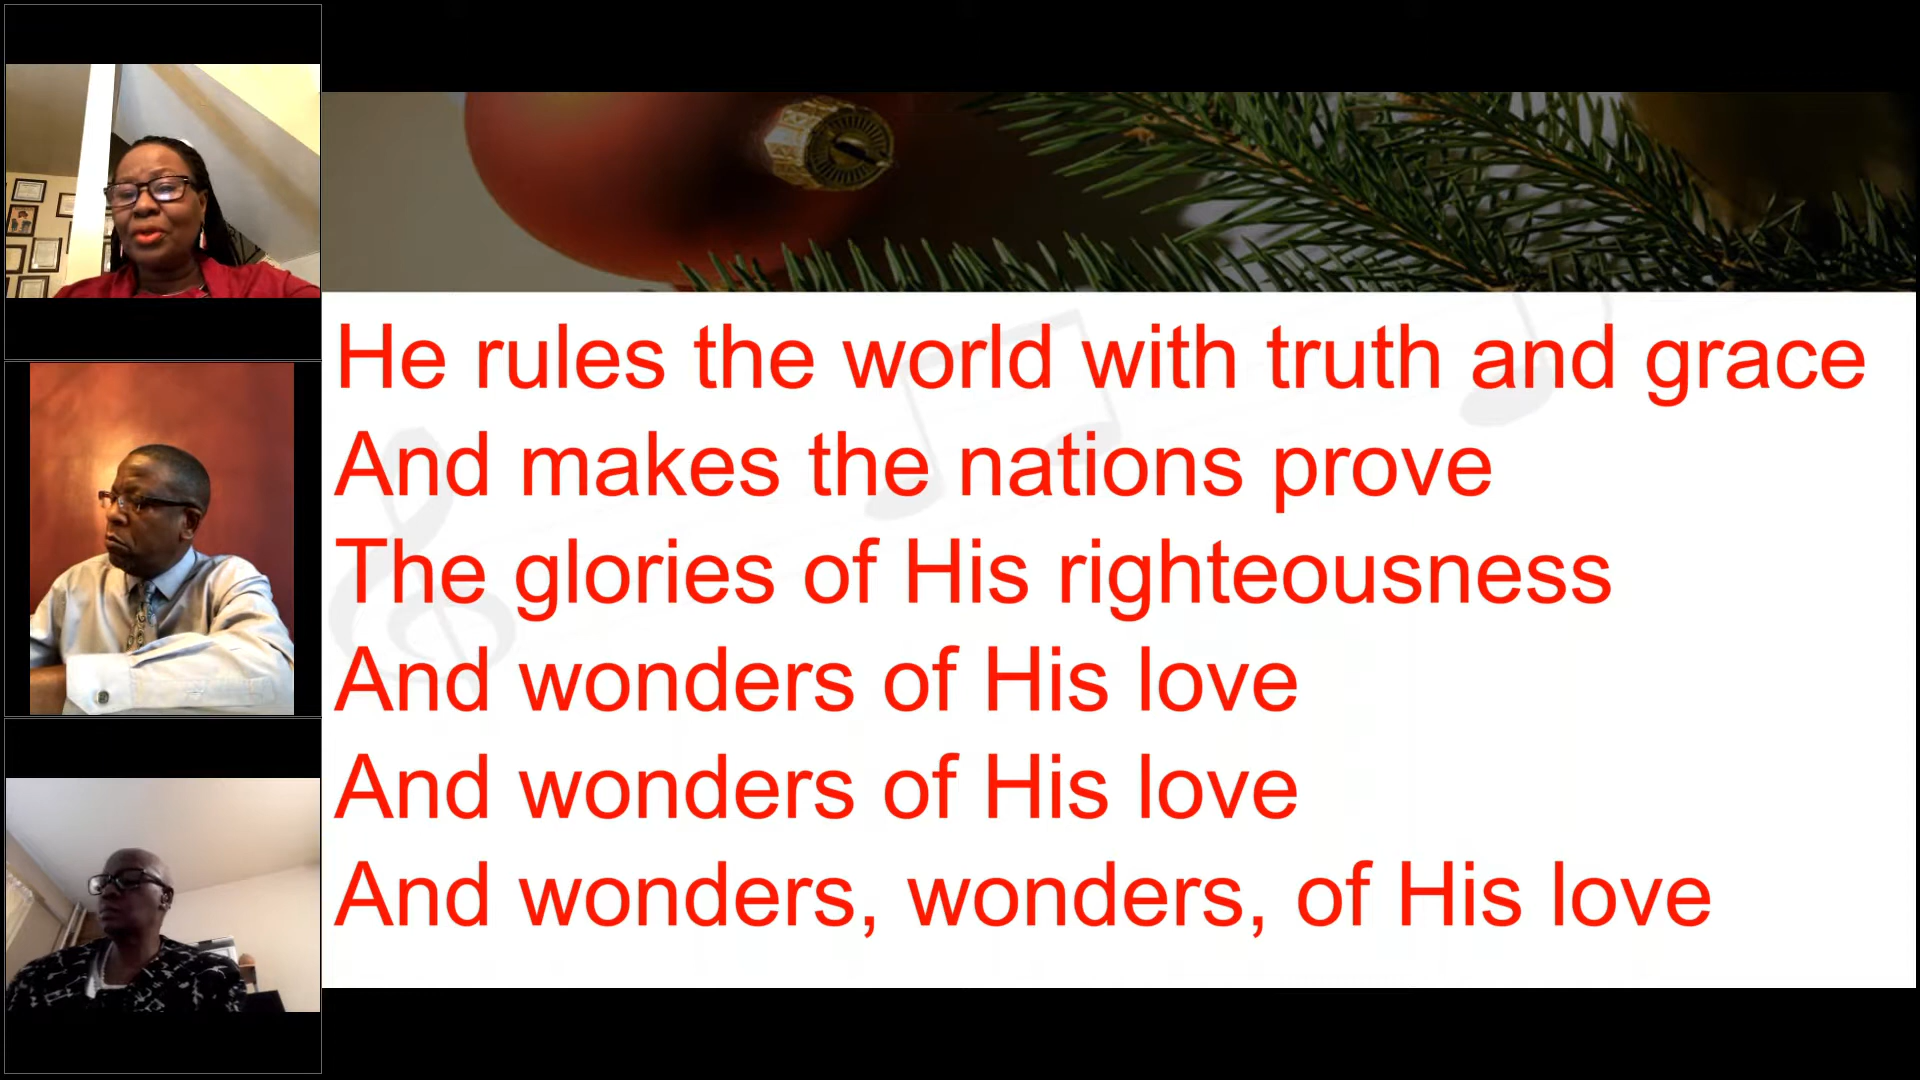 He rules the world with truth and grace
And makes the nations prove
The glories of His righteousness
And wonders of His love
And wonders of His love
And wonders, wonders, of His love